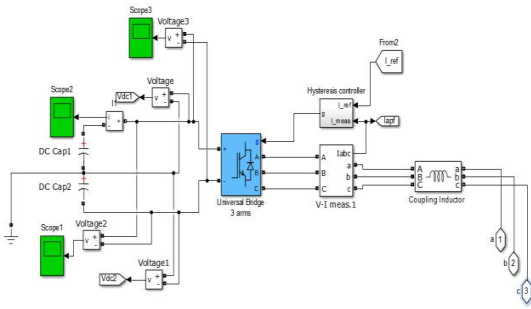 Scope3
Voltage3
v
+
-
From2
I_ref
Scope2
Vdc1
Voltage
v
+
-
Hysteresis controller
I_ref
g
I_meas
Iapf
I1
i
+
-
DC Cap1
g
+
A
B
-
C
Iabc
A
a
B
b
C
c
A
A
B
B
C
C
DC Cap2
Universal Bridge
3 arms
V-I meas.1
Coupling Inductor
Scope1
Voltage2
v
+
-
Voltage1
Vdc2
v
+
-
a
1
b
2
c
3